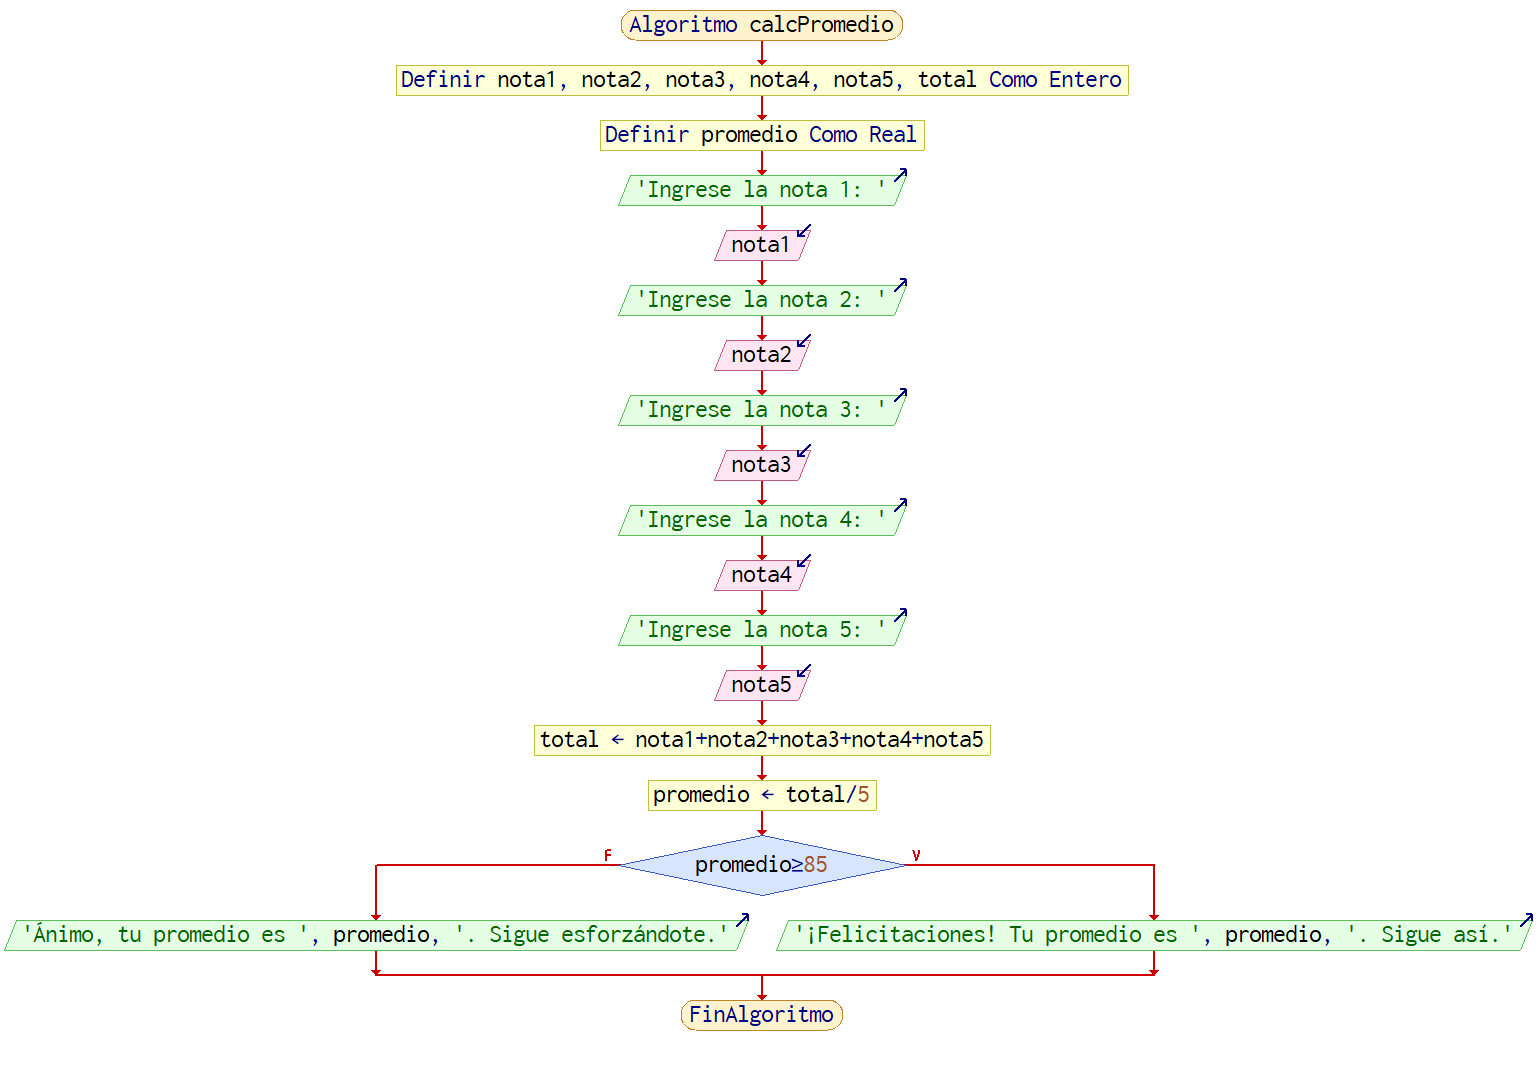 Algoritmo calcPromedio
Definir nota1, nota2, nota3, nota4, nota5, total Como Entero
Definir promedio Como Real
'Ingrese la nota 1: '
nota1
'Ingrese la nota 2: '
nota2
'Ingrese la nota 3: '
nota3
'Ingrese la nota 4: '
nota4
'Ingrese la nota 5: '
nota5
total ← nota1+nota2+nota3+nota4+nota5
promedio ← total/5
F
V
promedio≥85
'Ánimo, tu promedio es ', promedio, '. Sigue esforzándote.'
'¡Felicitaciones! Tu promedio es ', promedio, '. Sigue así.'
FinAlgoritmo